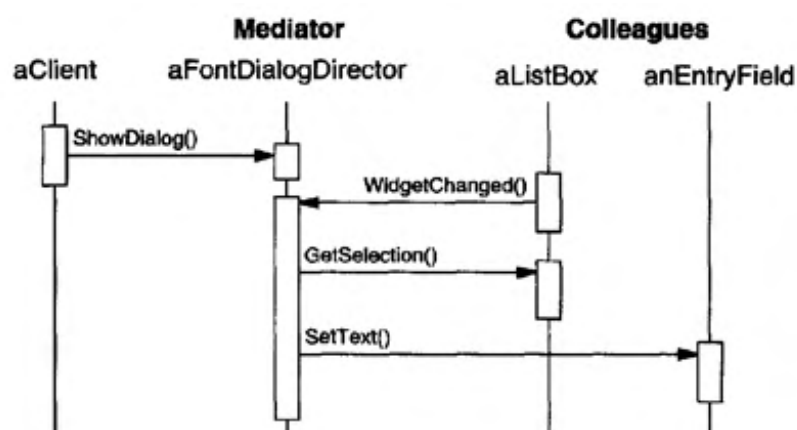 Mediator
Colleagues
aClient
aFontDialogDirector
aListBox
anEntryField
ShowDialog()
WidgetChanged()
GetSelection()
SetText()